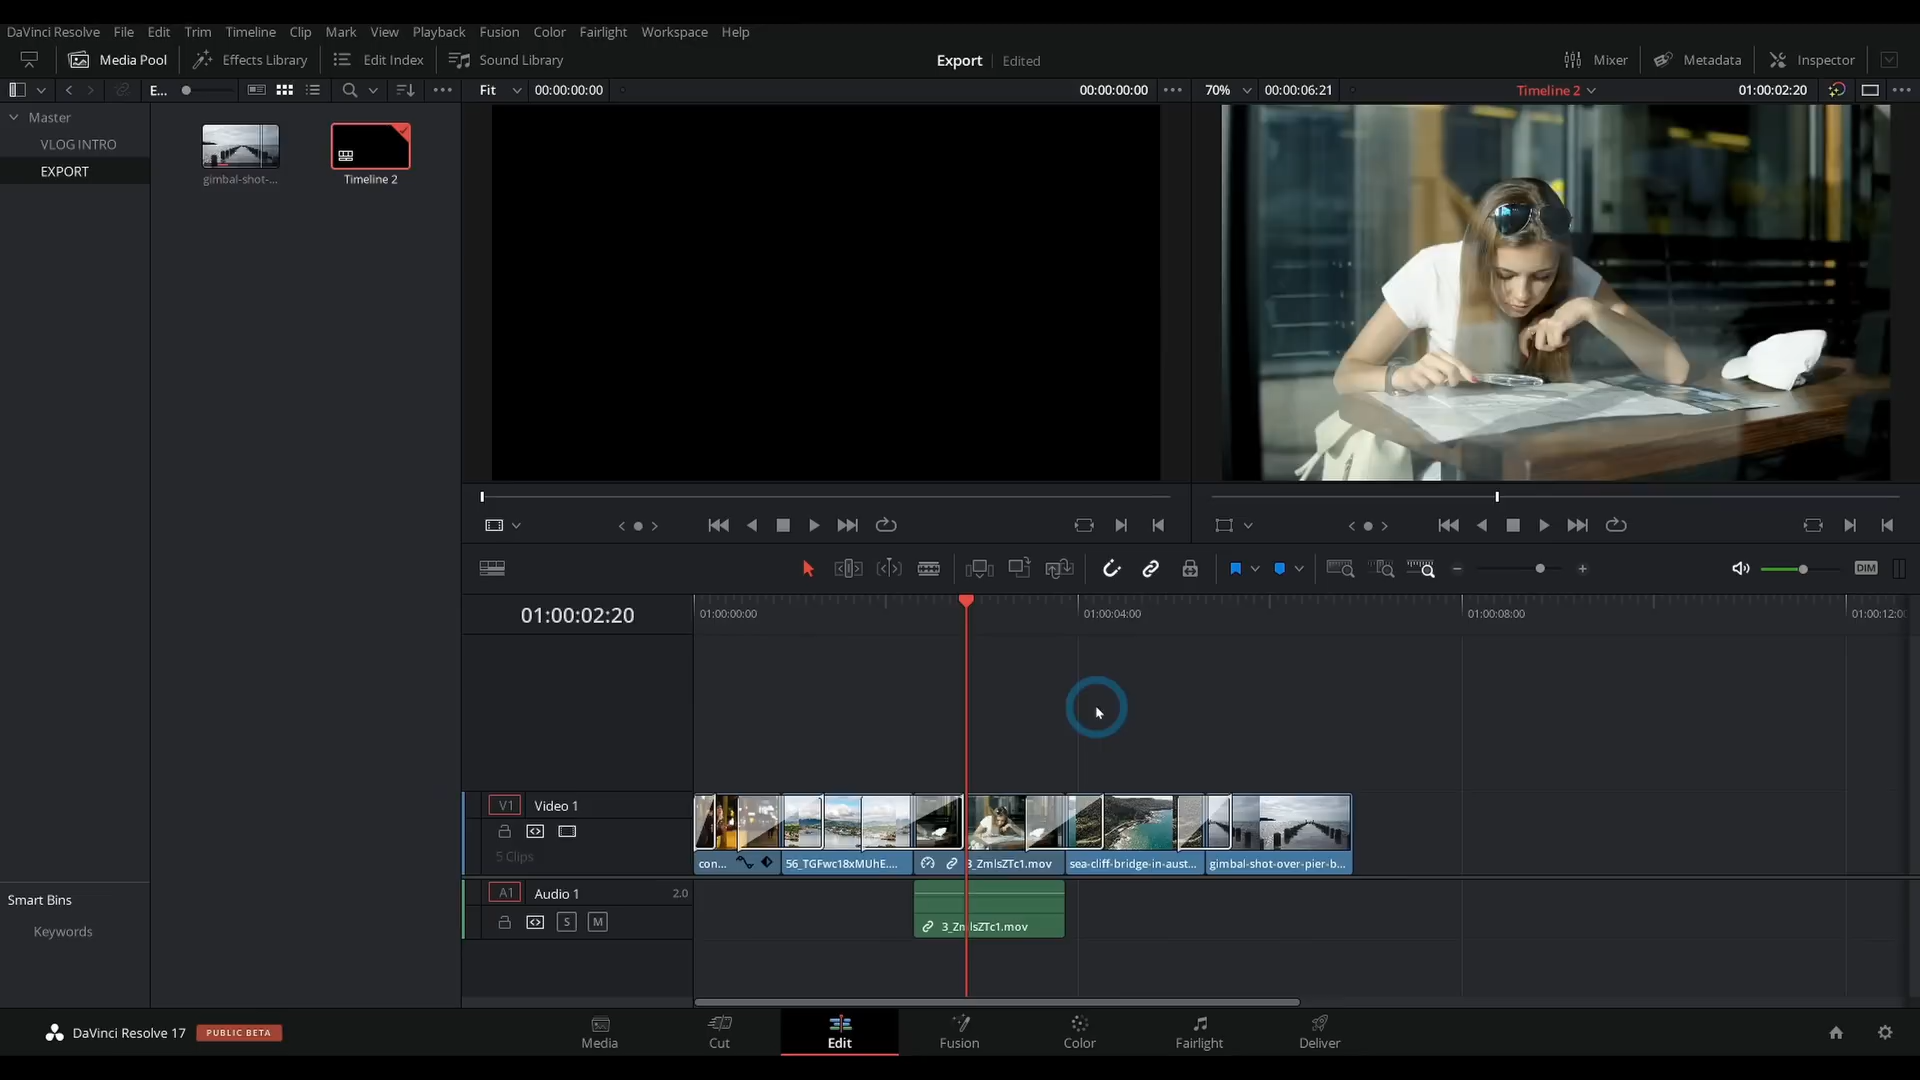 DaVinci Resolve File Edit Trim Timeline Clip Mark View Playback Fusion Color Fairlight Workspace Help
Media Pool Effects Library Edit Index Sound Library Export Edited Mixer Metadata Inspector
E... Fit 00:00:00:00 00:00:00:00 70% 00:00:06:21 Timeline 2 01:00:02:20
Master
VLOG INTRO
EXPORT
gimbal-shot-... Timeline 2
DIM
01:00:02:20 01:00:00:00 01:00:04:00 01:00:08:00 01:00:12:0
V1 Video 1
5 Clips
con... 56_TGFwc18xMUhE.... 3_ZmlsZTc1.mov sea-cliff-bridge-in-aust... gimbal-shot-over-pier-b...
A1 Audio 1 2.0
S M
3_ZmlsZTc1.mov
Smart Bins
Keywords
DaVinci Resolve 17 PUBLIC BETA
Media Cut Edit Fusion Color Fairlight Deliver